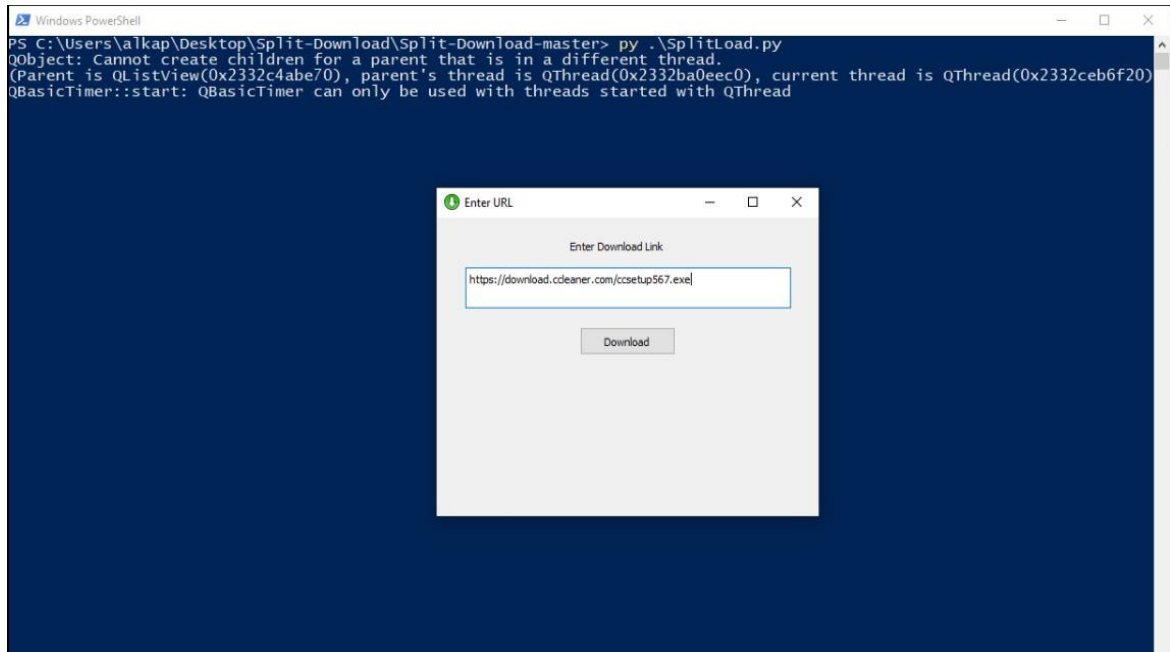 Windows PowerShell
PS C:\Users\alkap\Desktop\Split-Download\Split-Download-master> py .\SplitLoad.py
QObject: Cannot create children for a parent that is in a different thread.
(Parent is QListView(0x2332c4abe70), parent's thread is QThread(0x2332ba0eec0), current thread is QThread(0x2332ceb6f20)
QBasicTimer::start: QBasicTimer can only be used with threads started with QThread
Enter URL
Enter Download Link
https://download.ccleaner.com/ccsetup567.exe
Download